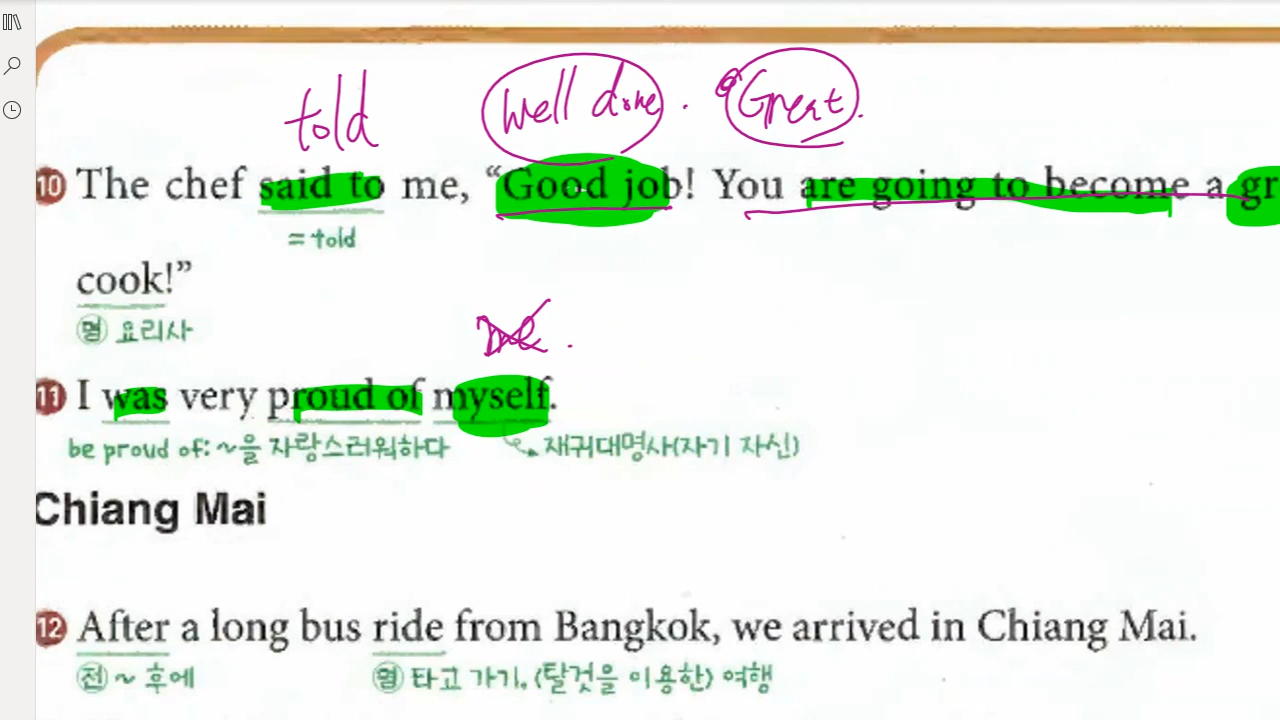 told well done. Great.
10 The chef said to me, “Good job! You are going to become a gr
= told
cook!”
명 요리사
me.
11 I was very proud of myself.
be proud of: ~을 자랑스러워하다 재귀대명사(자기 자신)
Chiang Mai
12 After a long bus ride from Bangkok, we arrived in Chiang Mai.
전 ~ 후에 명 타고 가기, (탈것을 이용한) 여행